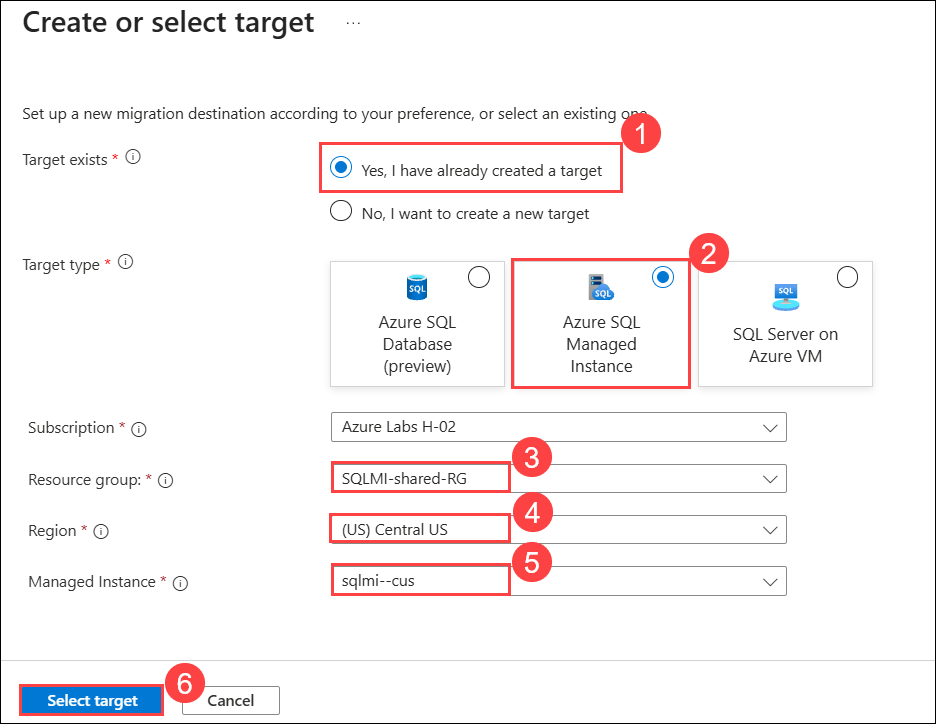 Create or select target ...
Set up a new migration destination according to your preference, or select an existing one.
1
Target exists * i
Yes, I have already created a target
No, I want to create a new target
2
Target type * i
SQL
Azure SQL
Database
(preview)
SQL
Azure SQL
Managed
Instance
SQL
SQL Server on
Azure VM
Subscription * i
Azure Labs H-02
3
Resource group: * i
SQLMI-shared-RG
4
Region * i
(US) Central US
5
Managed Instance * i
sqlmi--cus
6
Select target
Cancel